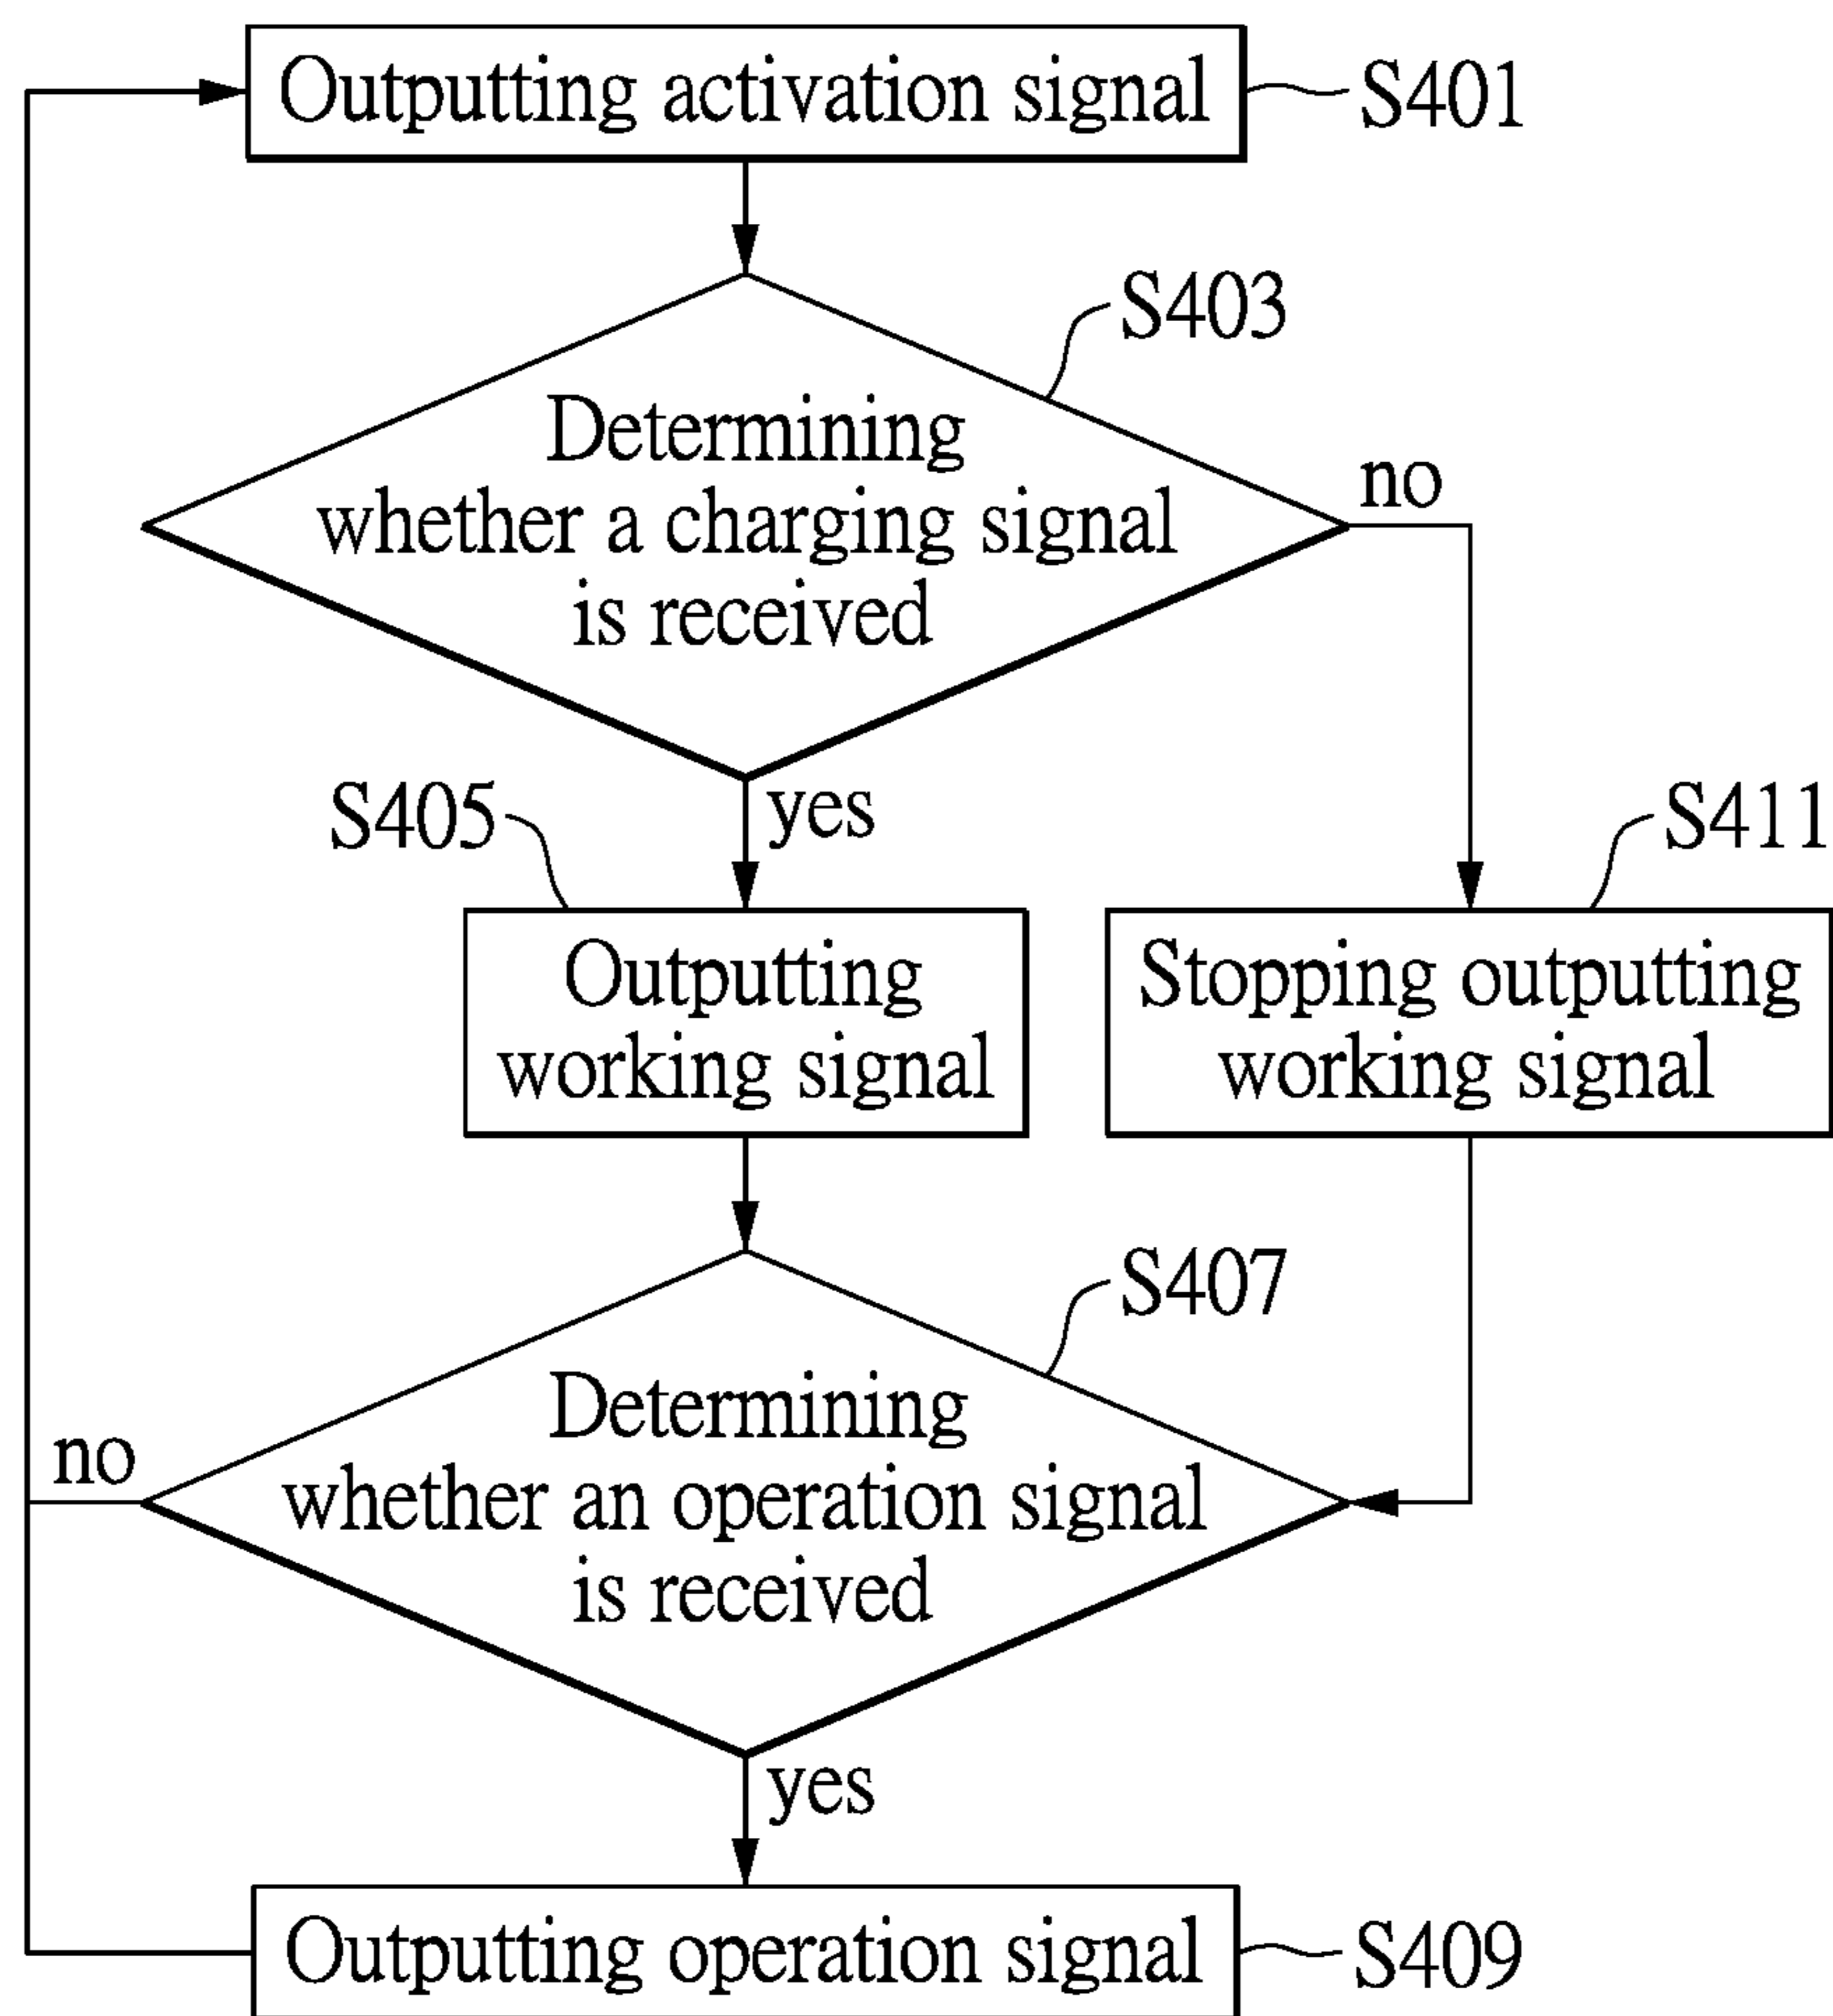 Outputting activation signal
S401
S403
Determining
whether a charging signal
is received
no
yes
S405
S411
Outputting
working signal
Stopping outputting
working signal
S407
Determining
whether an operation signal
is received
no
yes
Outputting operation signal
S409